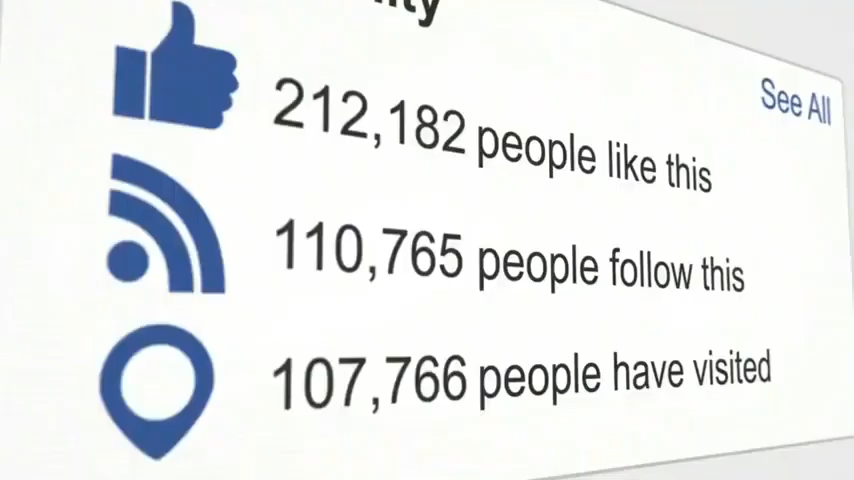 See All
212,182 people like this
110,765 people follow this
107,766 people have visited